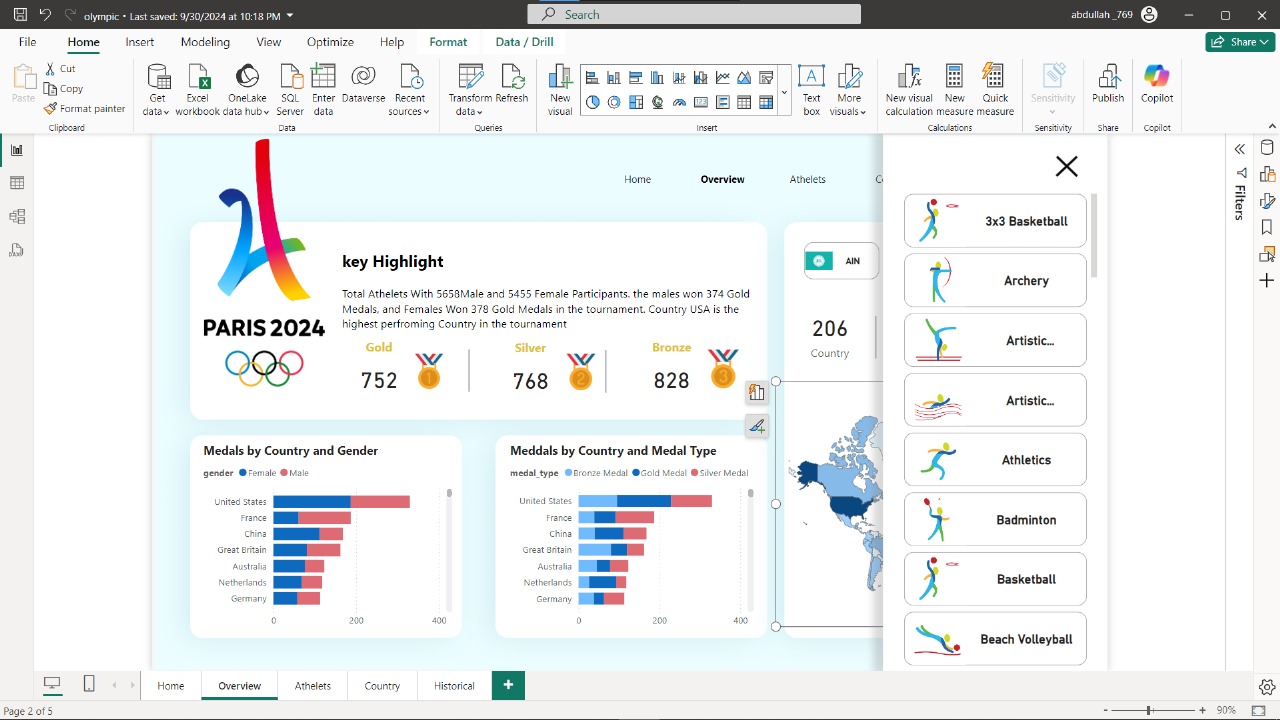 olympic • Last saved: 9/30/2024 at 10:18 PM
Search
abdullah _769
File Home Insert Modeling View Optimize Help Format Data / Drill
Share
Paste
Cut
Copy
Format painter
Clipboard
Get data
Excel workbook
OneLake data hub
SQL Server
Enter data
Dataverse
Recent sources
Data
Transform data
Refresh
Queries
New visual
Text box
More visuals
Insert
New visual calculation
New measure
Quick measure
Calculations
Sensitivity
Sensitivity
Publish
Share
Copilot
Copilot
Home Overview Athelets
Filters
PARIS 2024
key Highlight
Total Athelets With 5658Male and 5455 Female Participants. the males won 374 Gold
Medals, and Females Won 378 Gold Medals in the tournament. Country USA is the
highest perfroming Country in the tournament
Gold Silver Bronze
752 768 828
1 2 3
AIN
206
Country
Medals by Country and Gender
gender Female Male
United States
France
China
Great Britain
Australia
Netherlands
Germany
0 200 400
Meddals by Country and Medal Type
medal_type Bronze Medal Gold Medal Silver Medal
United States
France
China
Great Britain
Australia
Netherlands
Germany
0 200 400
3x3 Basketball
Archery
Artistic...
Artistic...
Athletics
Badminton
Basketball
Beach Volleyball
Home Overview Athelets Country Historical
Page 2 of 5
90%